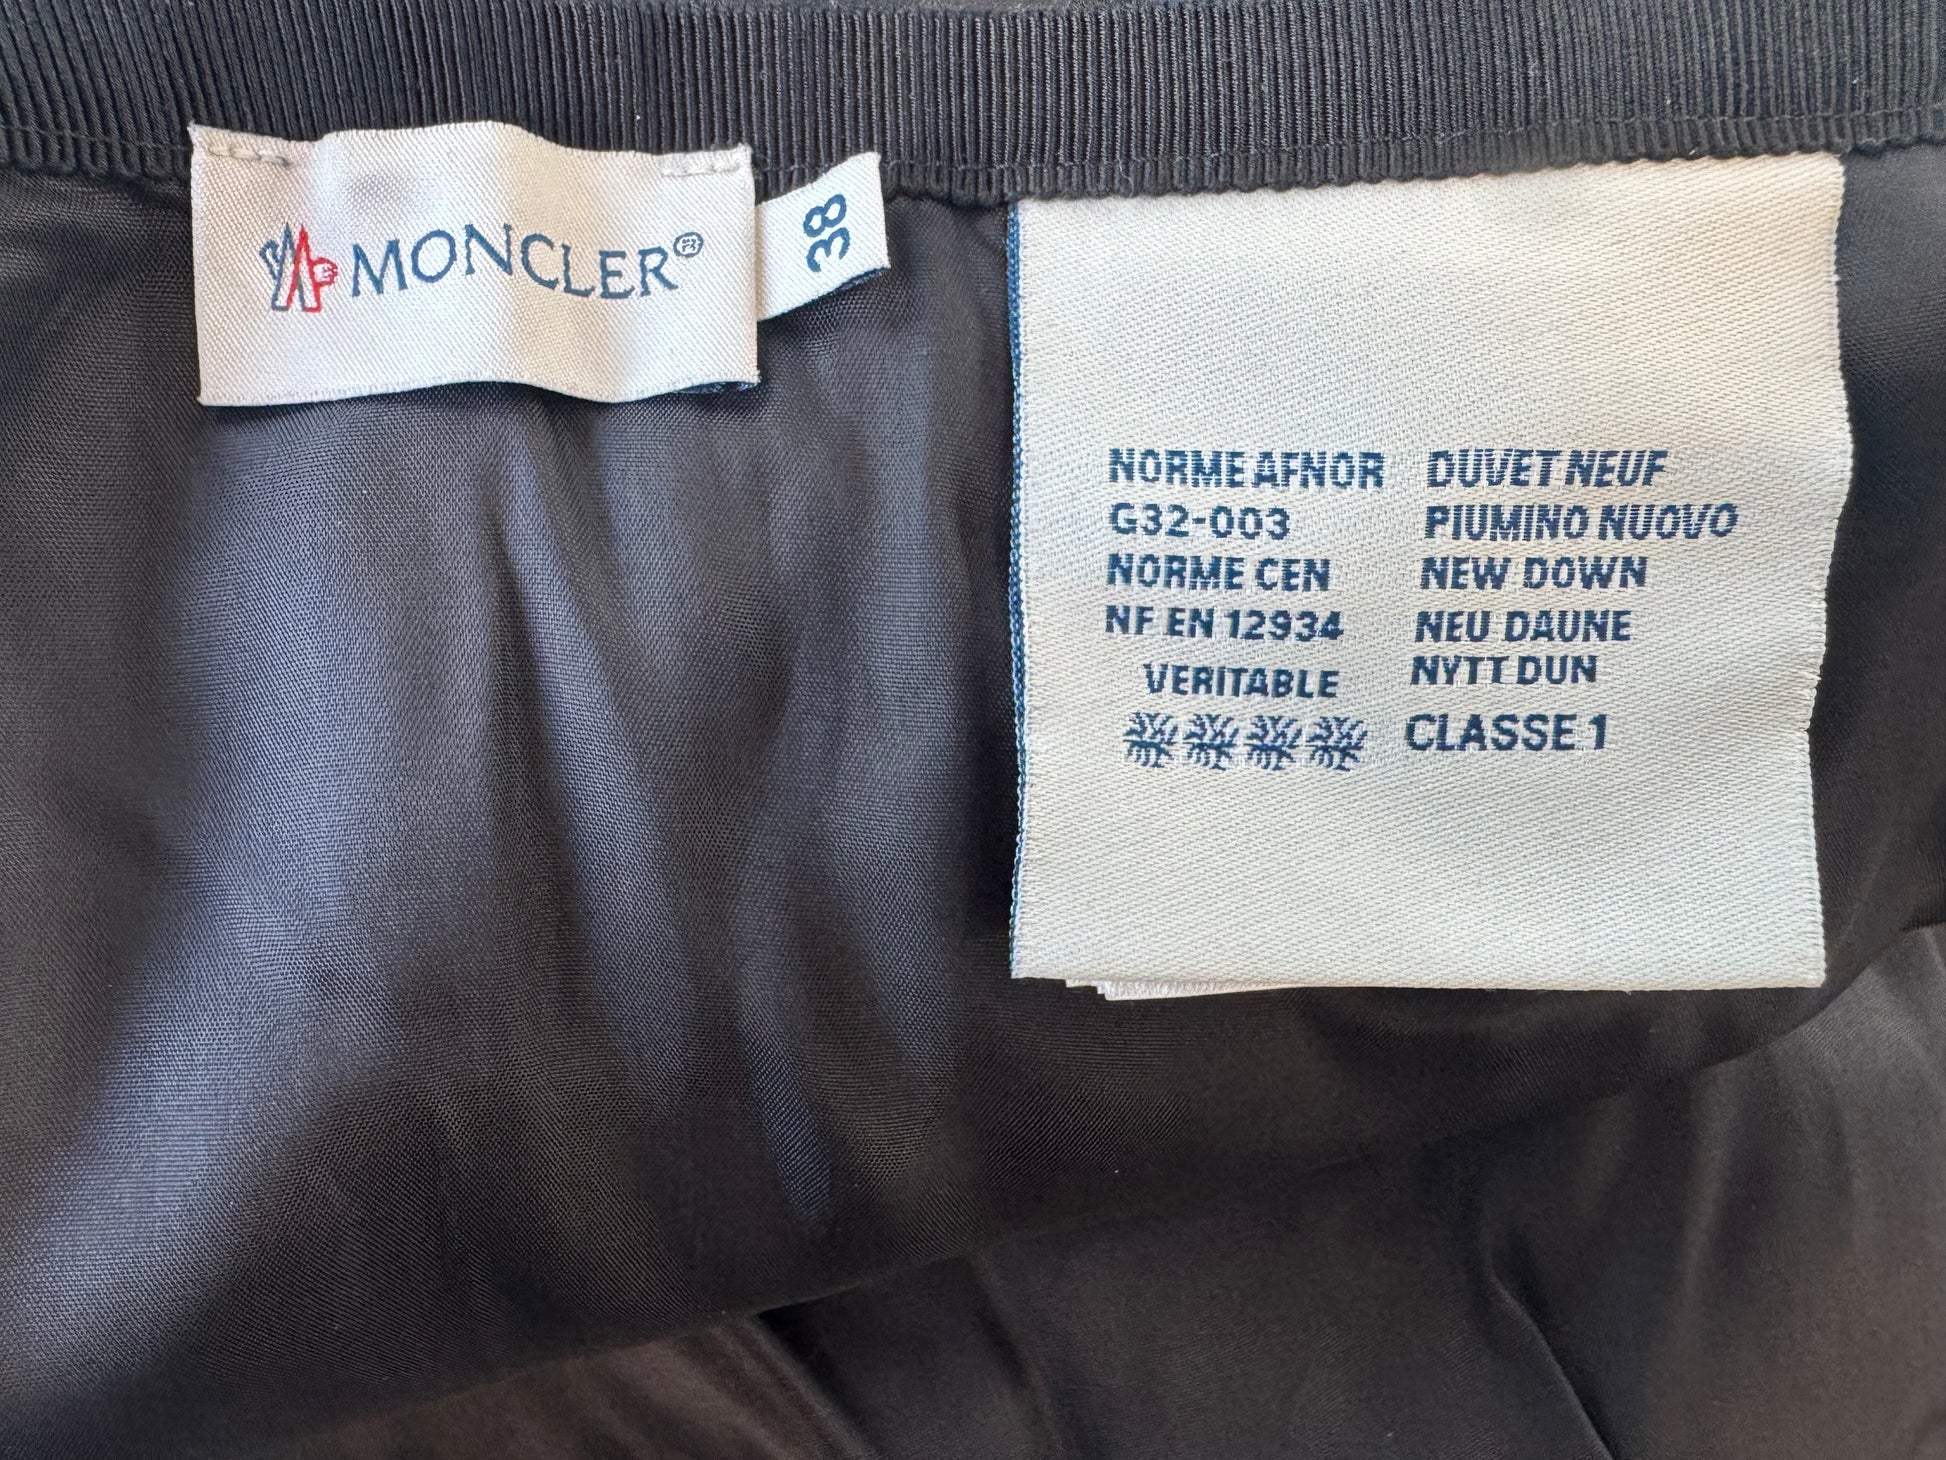 MONCLER®
38
NORME AFNOR
G32-003
NORME CEN
NF EN 12934
VERITABLE
DUVET NEUF
PIUMINO NUOVO
NEW DOWN
NEU DAUNE
NYTT DUN
CLASSE 1